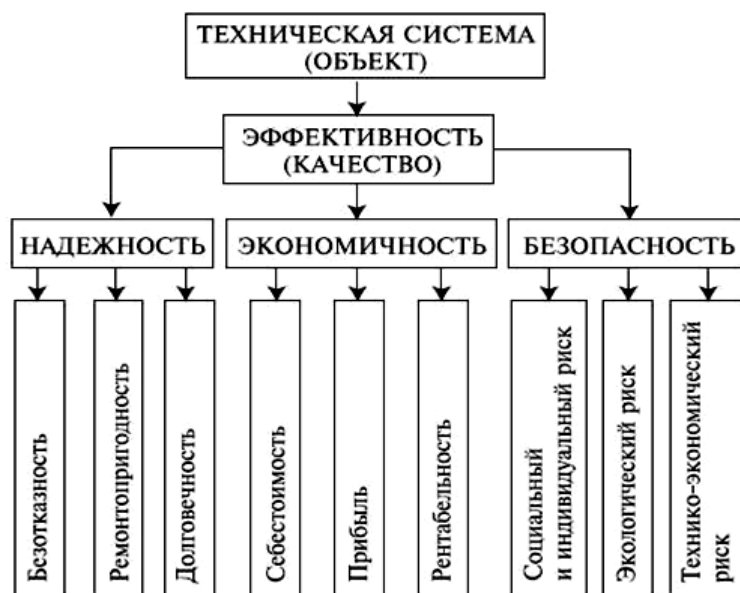 ТЕХНИЧЕСКАЯ СИСТЕМА
(ОБЪЕКТ)
ЭФФЕКТИВНОСТЬ
(КАЧЕСТВО)
НАДЕЖНОСТЬ
ЭКОНОМИЧНОСТЬ
БЕЗОПАСНОСТЬ
Безотказность
Ремонтопригодность
Долговечность
Себестоимость
Прибыль
Рентабельность
Социальный
и индивидуальный риск
Экологический риск
Технико-экономический
риск